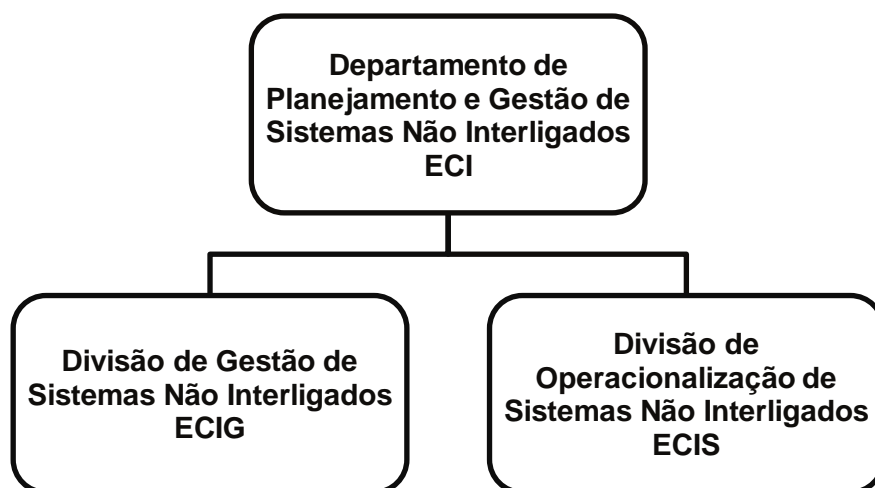 Departamento de
Planejamento e Gestão de
Sistemas Não Interligados
ECI
Divisão de Gestão de
Sistemas Não Interligados
ECIG
Divisão de
Operacionalização de
Sistemas Não Interligados
ECIS